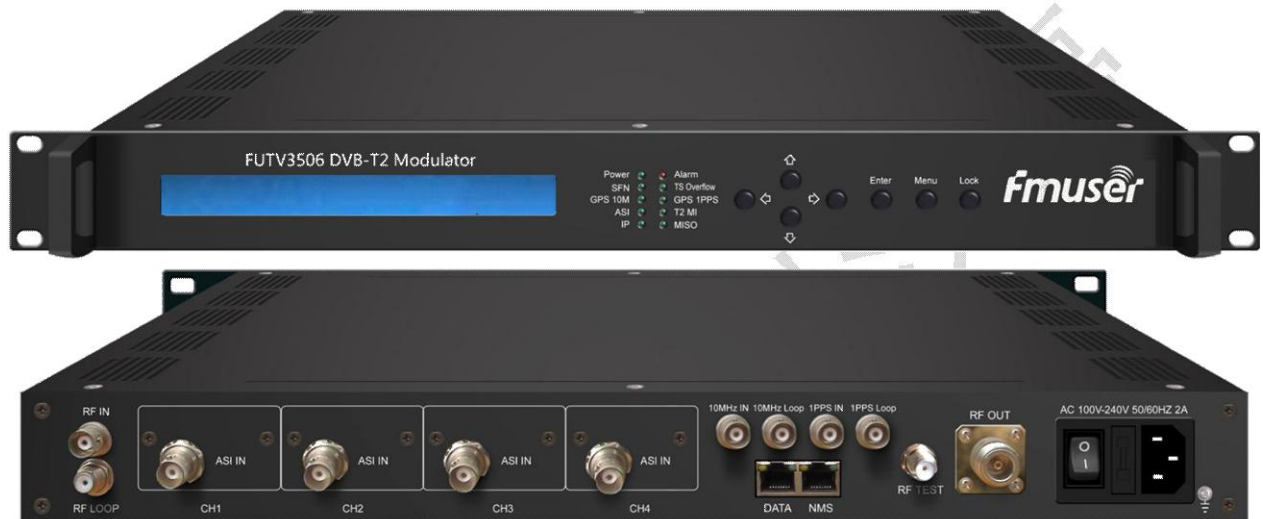 FUTV3506 DVB-T2 Modulator
Power Alarm
SFN TS Overflow
GPS 10M GPS 1PPS
ASI T2 MI
IP MISO
Enter Menu Lock
Fmuser
RF IN
RF LOOP
ASI IN
CH1
ASI IN
CH2
ASI IN
CH3
ASI IN
CH4
10MHz IN 10MHz Loop 1PPS IN 1PPS Loop
DATA NMS
RF TEST
RF OUT
AC 100V-240V 50/60HZ 2A
O
I